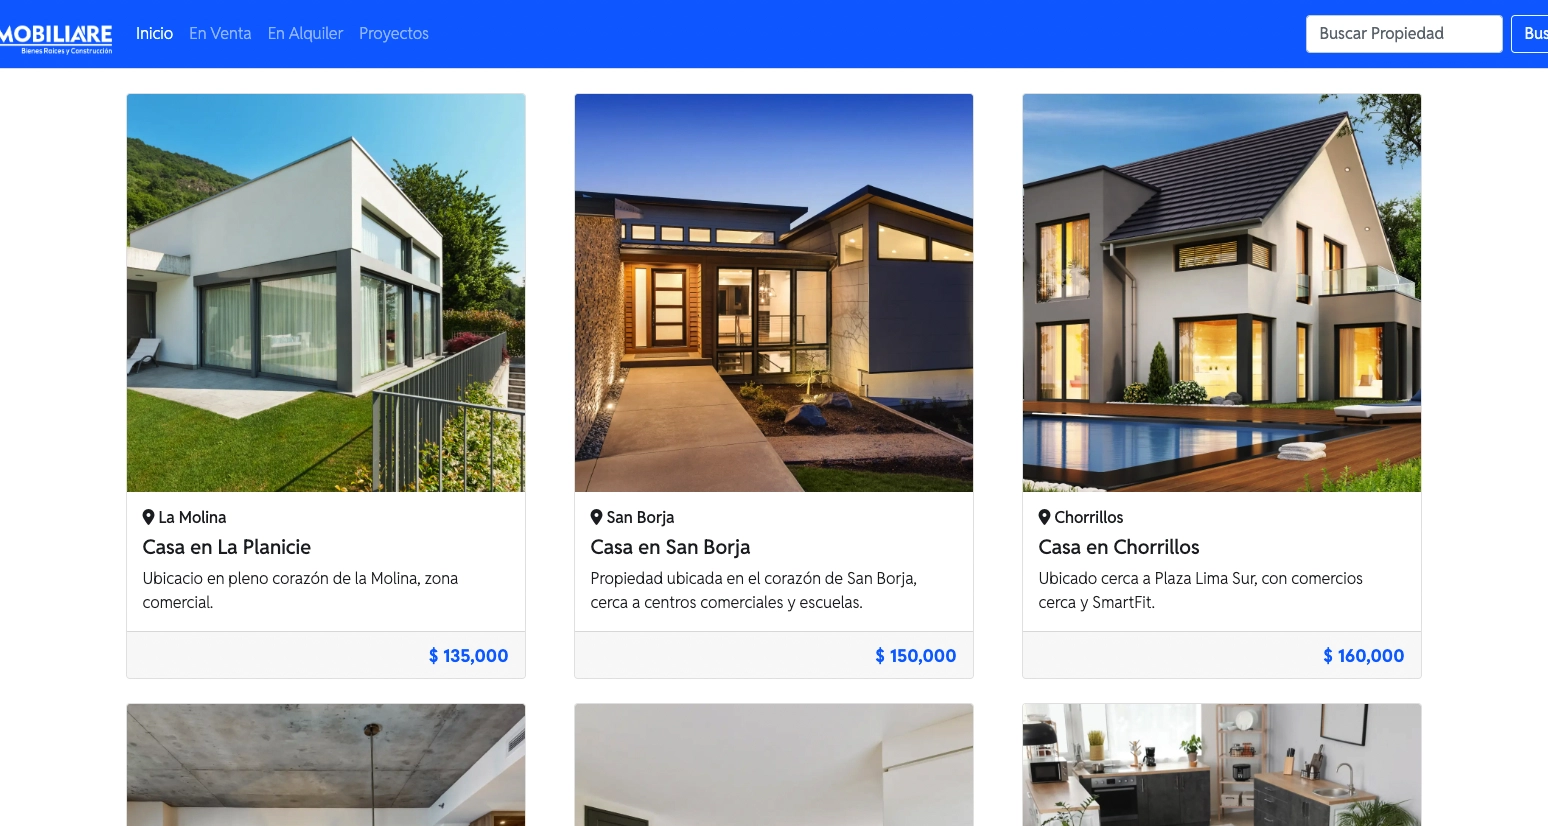 MOBILIARE
Bienes Raíces y Construcción
Inicio En Venta En Alquiler Proyectos
Buscar Propiedad
La Molina
Casa en La Planicie
Ubicacio en pleno corazón de la Molina, zona
comercial.
$ 135,000
San Borja
Casa en San Borja
Propiedad ubicada en el corazón de San Borja,
cerca a centros comerciales y escuelas.
$ 150,000
Chorrillos
Casa en Chorrillos
Ubicado cerca a Plaza Lima Sur, con comercios
cerca y SmartFit.
$ 160,000